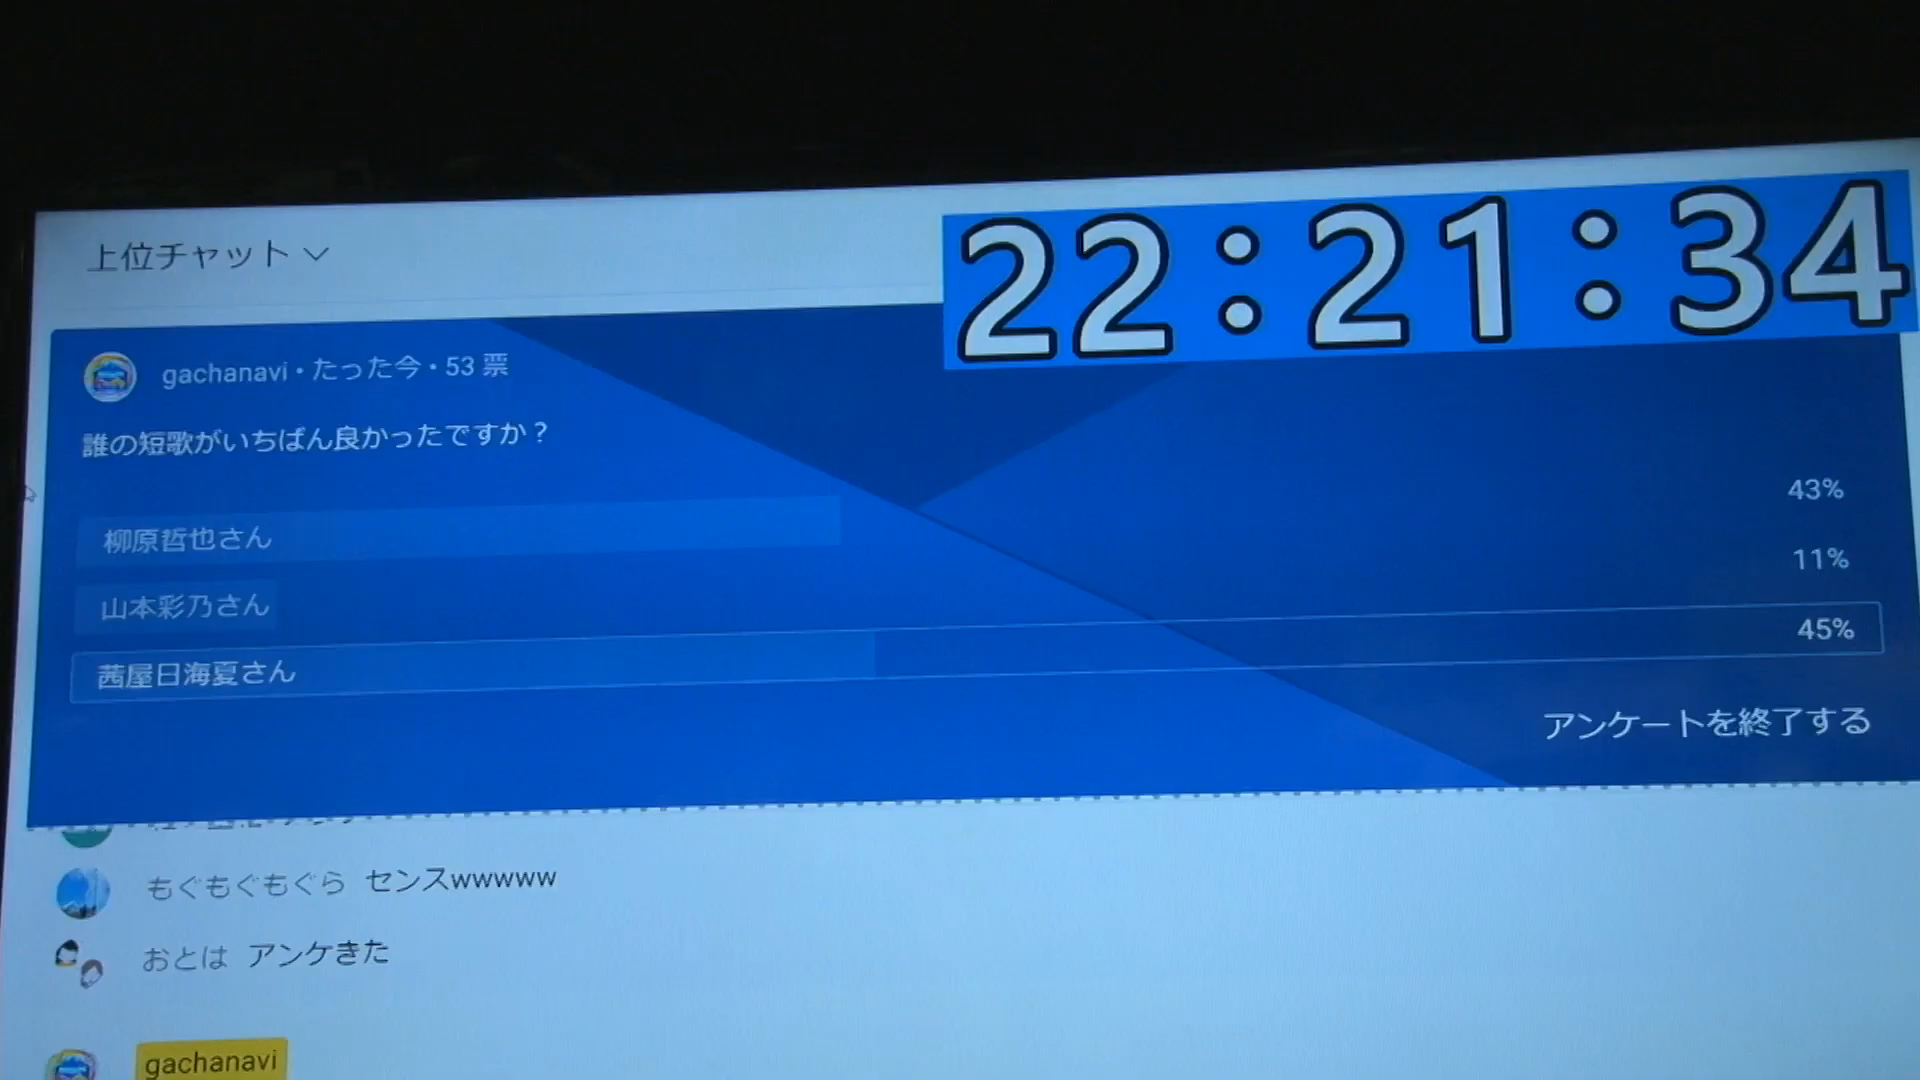 上位チャット
22:21:34
gachanavi・たった今・53 票
誰の短歌がいちばん良かったですか？
柳原哲也さん 43%
山本彩乃さん 11%
茜屋日海夏さん 45%
アンケートを終了する
もぐもぐもぐら センスwwwww
おとは アンケきた
gachanavi